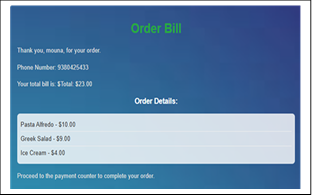 Order Bill
Thank you, mouna, for your order.
Phone Number: 9380425433
Your total bill is: $Total: $23.00
Order Details:
Pasta Alfredo - $10.00
Greek Salad - $9.00
Ice Cream - $4.00
Proceed to the payment counter to complete your order.